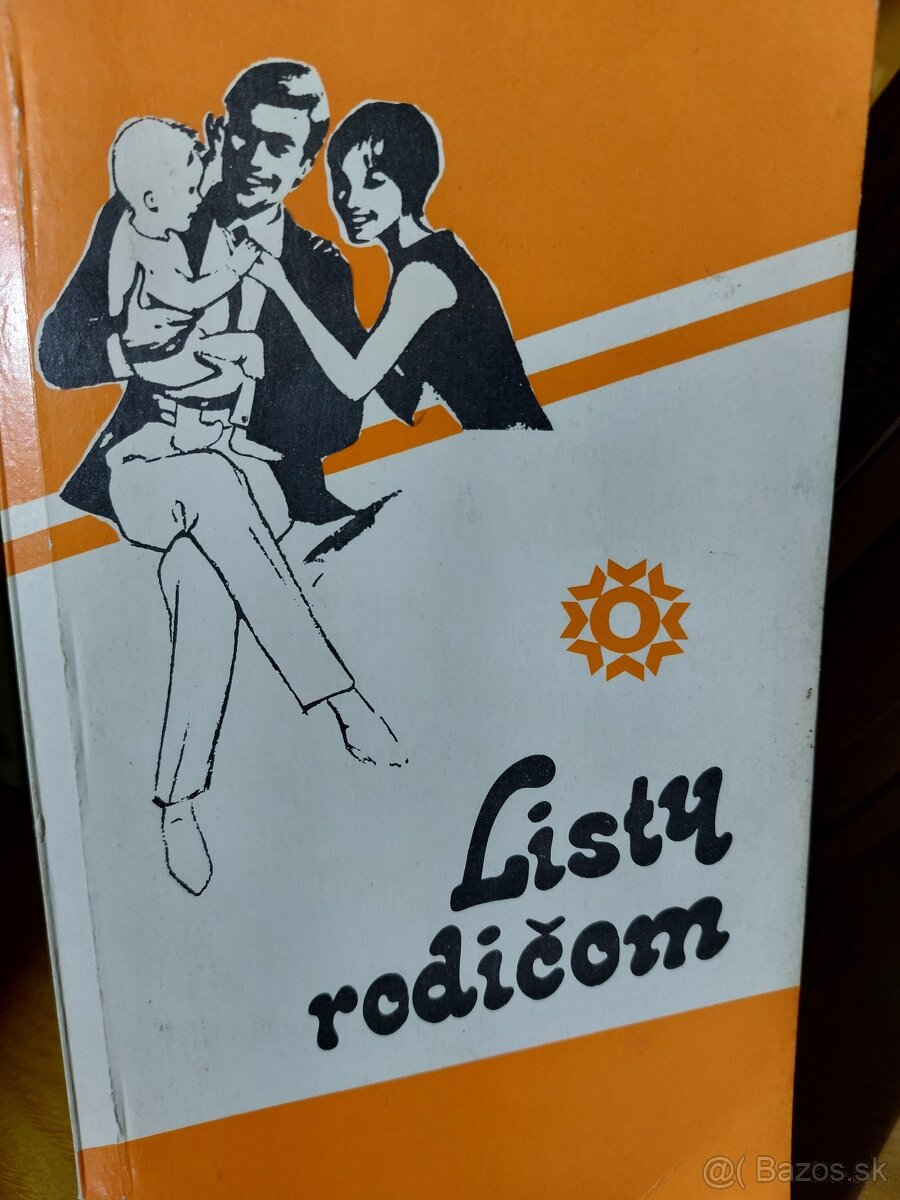 O
Listy
rodičom
@( Bazos.sk